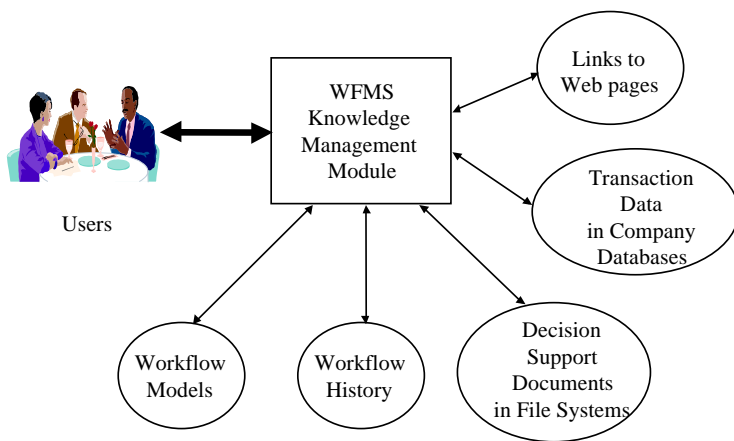 WFMS
Knowledge
Management
Module
Links to
Web pages
Transaction
Data
in Company
Databases
Users
Workflow
Models
Workflow
History
Decision
Support
Documents
in File Systems